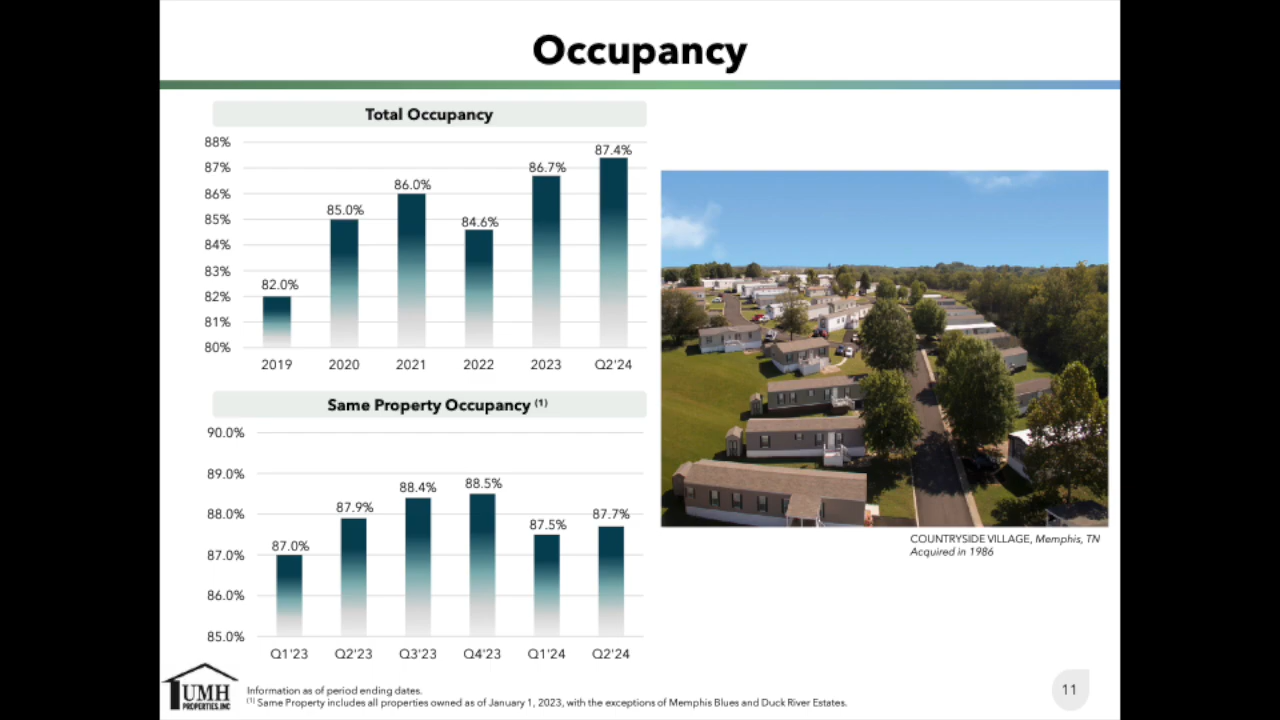 Occupancy
Total Occupancy
88%
87%
86%
85%
84%
83%
82%
81%
80%
82.0%
85.0%
86.0%
84.6%
86.7%
87.4%
2019
2020
2021
2022
2023
Q2'24
Same Property Occupancy (1)
90.0%
89.0%
88.0%
87.0%
86.0%
85.0%
87.0%
87.9%
88.4%
88.5%
87.5%
87.7%
Q1'23
Q2'23
Q3'23
Q4'23
Q1'24
Q2'24
COUNTRYSIDE VILLAGE, Memphis, TN
Acquired in 1986
UMH
PROPERTIES, INC
Information as of period ending dates.
(1) Same Property includes all properties owned as of January 1, 2023, with the exceptions of Memphis Blues and Duck River Estates.
11